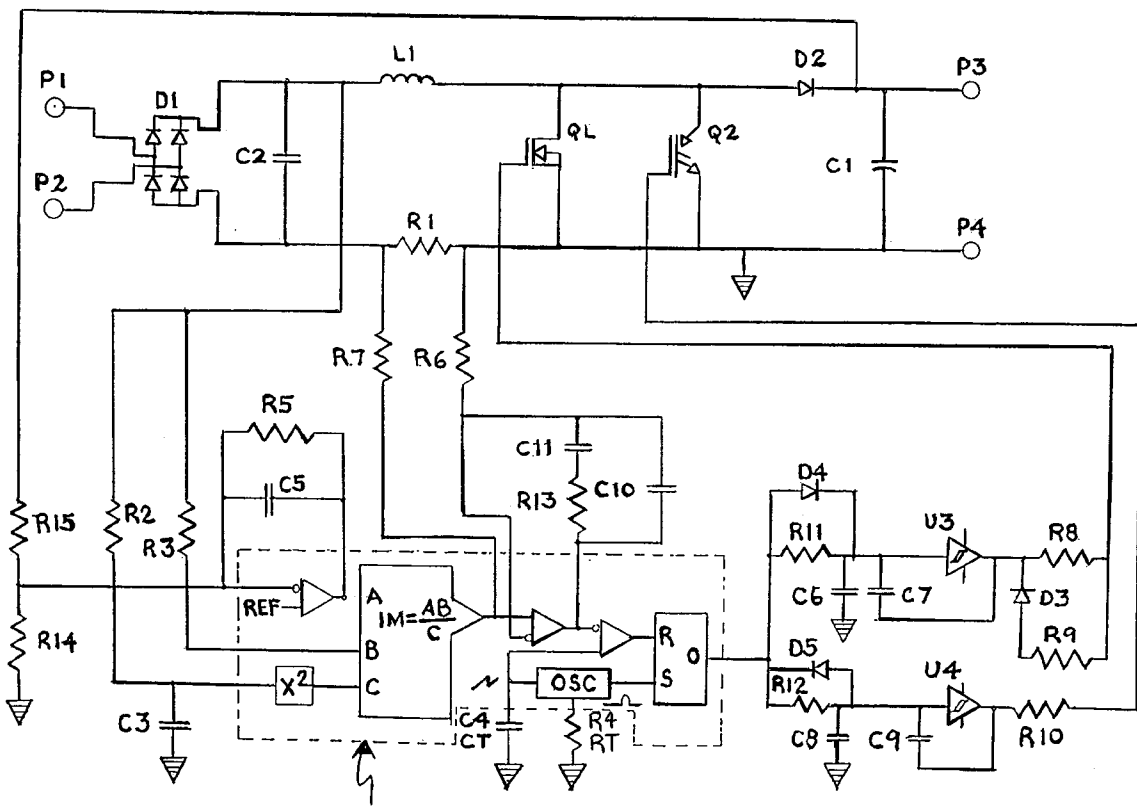 L1
D2
P3
P1
D1
QL
Q2
C2
C1
P2
R1
P4
R7
R6
R5
C11
D4
C5
R13
C10
R15
R2
R3
R11
U3
R8
REF
A
IM=AB/C
C6
C7
D3
R14
B
R
O
D5
R9
C
X²
OSC
S
R12
U4
C3
C4
CT
R4
RT
C8
C9
R10